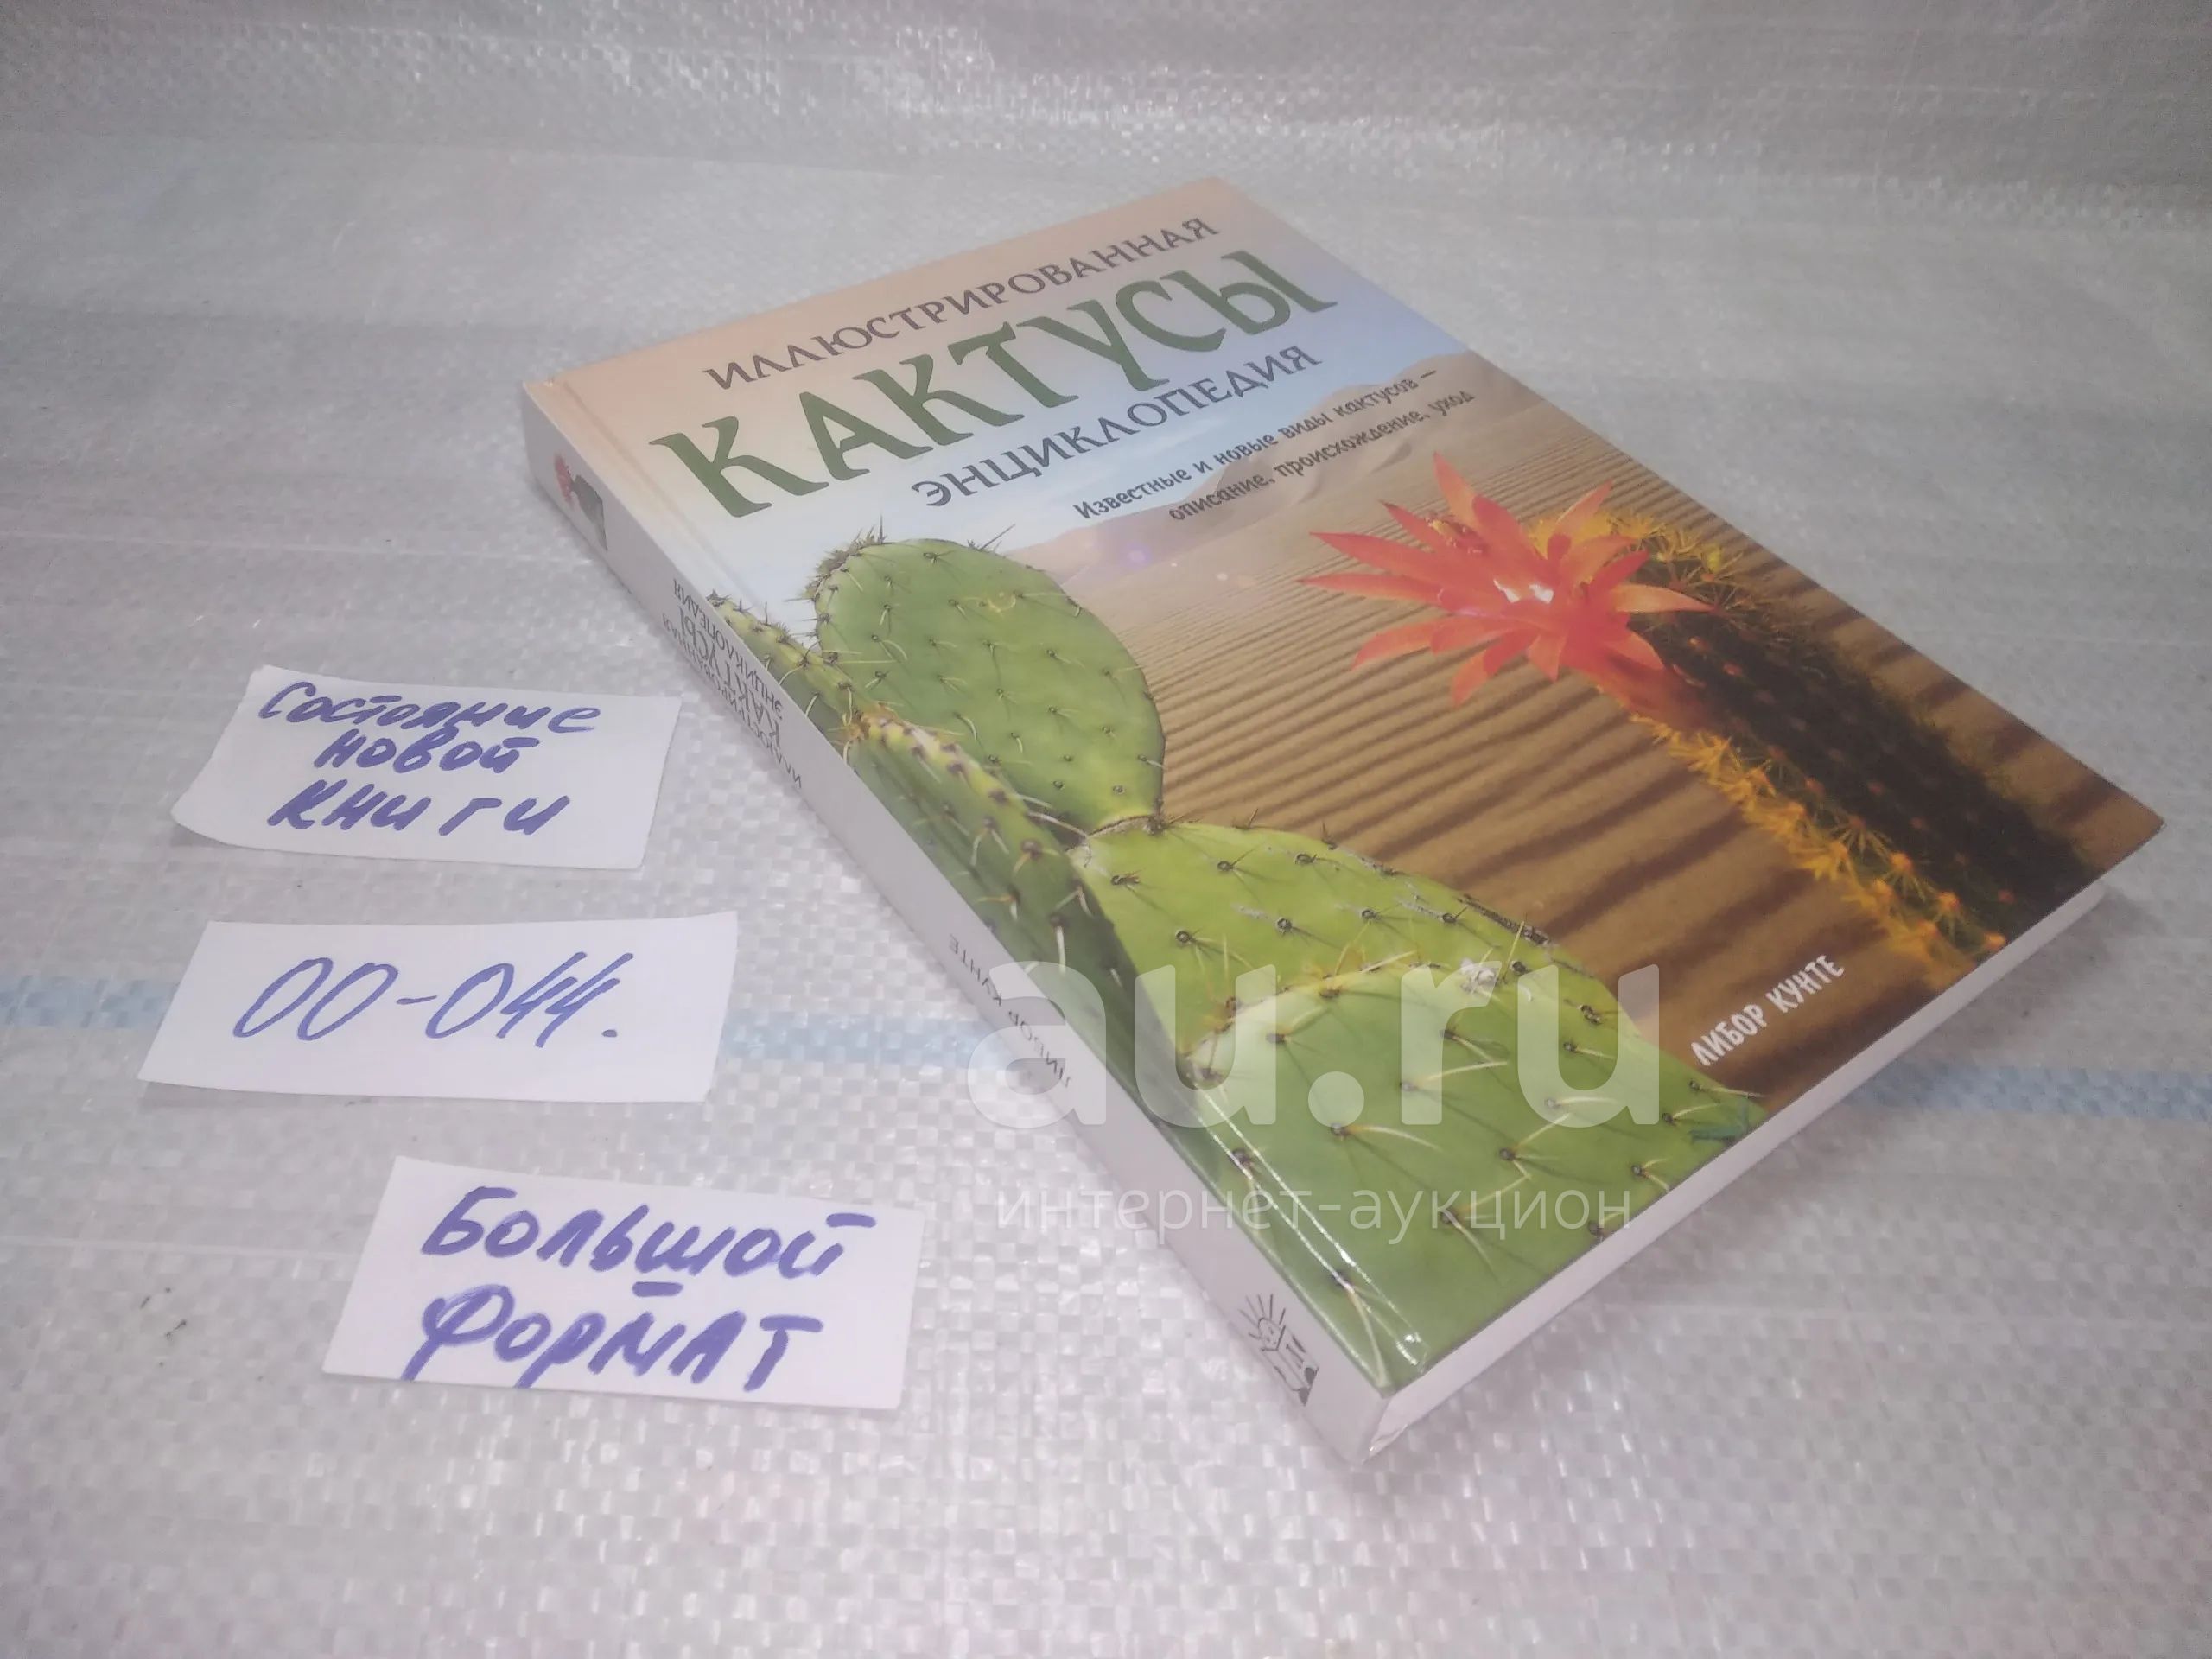 ИЛЛЮСТРИРОВАННАЯ
КАКТУСЫ
ЭНЦИКЛОПЕДИЯ
Известные и новые виды кактусов —
описание, происхождение, уход
ЛИБОР КУНТЕ
ИЛЛЮСТРИРОВАННАЯ
КАКТУСЫ
ЭНЦИКЛОПЕДИЯ
ЛИБОР КУНТЕ
Состояние
новой
книги
00-044.
Большой
формат
au.ru
интернет-аукцион